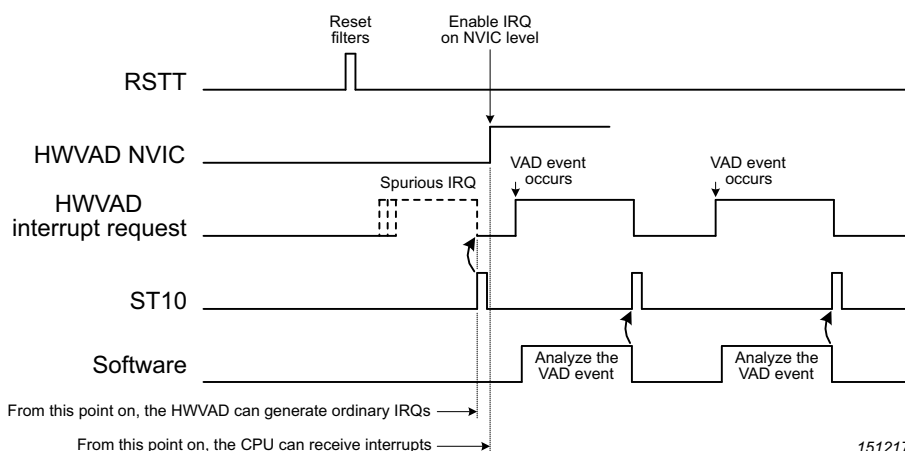 Reset
filters
Enable IRQ
on NVIC level
RSTT
HWVAD NVIC
Spurious IRQ
VAD event
occurs
VAD event
occurs
HWVAD
interrupt request
ST10
Software
Analyze the
VAD event
Analyze the
VAD event
From this point on, the HWVAD can generate ordinary IRQs
From this point on, the CPU can receive interrupts
151217